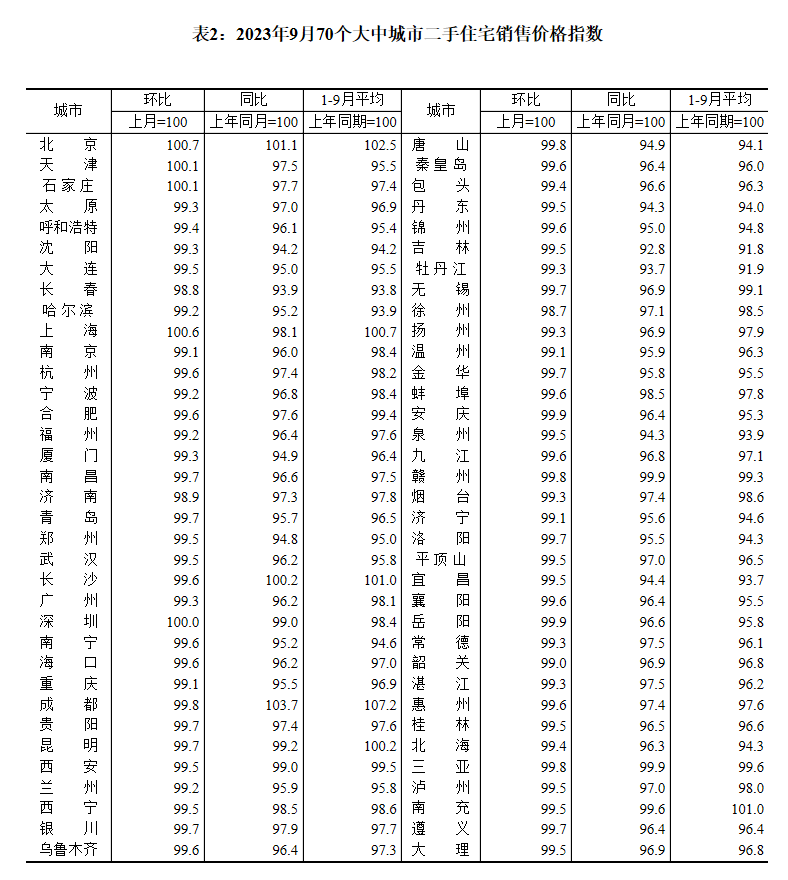 表2：2023年9月70个大中城市二手住宅销售价格指数
城市 环比 同比 1-9月平均 城市 环比 同比 1-9月平均
上月=100 上年同月=100 上年同期=100 上月=100 上年同月=100 上年同期=100
北京 100.7 101.1 102.5 唐山 99.8 94.9 94.1
天津 100.1 97.5 95.5 秦皇岛 99.6 96.4 96.0
石家庄 100.1 97.7 97.4 包头 99.4 96.6 96.3
太原 99.3 97.0 96.9 丹东 99.5 94.3 94.0
呼和浩特 99.4 96.1 95.4 锦州 99.6 95.0 94.8
沈阳 99.3 94.2 94.2 吉林 99.5 92.8 91.8
大连 99.5 95.0 95.5 牡丹江 99.3 93.7 91.9
长春 98.8 93.9 93.8 无锡 99.7 96.9 99.1
哈尔滨 99.2 95.2 93.9 徐州 98.7 97.1 98.5
上海 100.6 98.1 100.7 扬州 99.3 96.9 97.9
南京 99.1 96.0 98.4 温州 99.1 95.9 96.3
杭州 99.6 97.4 98.2 金华 99.7 95.8 95.5
宁波 99.2 96.8 98.4 蚌埠 99.6 98.5 97.8
合肥 99.6 97.6 99.4 安庆 99.9 96.4 95.3
福州 99.2 96.4 97.6 泉州 99.5 94.3 93.9
厦门 99.3 94.9 96.4 九江 99.6 96.8 97.1
南昌 99.7 96.6 97.5 赣州 99.8 99.9 99.3
济南 98.9 97.3 97.8 烟台 99.3 97.4 98.6
青岛 99.7 95.7 96.5 济宁 99.1 95.6 94.6
郑州 99.5 94.8 95.0 洛阳 99.7 95.5 94.3
武汉 99.5 96.2 95.8 平顶山 99.5 97.0 96.5
长沙 99.6 100.2 101.0 宜昌 99.5 94.4 93.7
广州 99.3 96.2 98.1 襄阳 99.6 96.4 95.5
深圳 100.0 99.0 98.4 岳阳 99.9 96.6 95.8
南宁 99.6 95.2 94.6 常德 99.3 97.5 96.1
海口 99.6 96.2 97.0 韶关 99.0 96.9 96.8
重庆 99.1 95.5 96.9 湛江 99.3 97.5 96.2
成都 99.8 103.7 107.2 惠州 99.6 97.4 97.6
贵阳 99.7 97.4 97.6 桂林 99.5 96.5 96.6
昆明 99.7 99.2 100.2 北海 99.4 96.3 94.3
西安 99.5 99.0 99.5 三亚 99.8 99.9 99.6
兰州 99.2 95.9 95.8 泸州 99.5 97.0 98.0
西宁 99.5 98.5 98.6 南充 99.5 99.6 101.0
银川 99.7 97.9 97.7 遵义 99.7 96.4 96.4
乌鲁木齐 99.6 96.4 97.3 大理 99.5 96.9 96.8